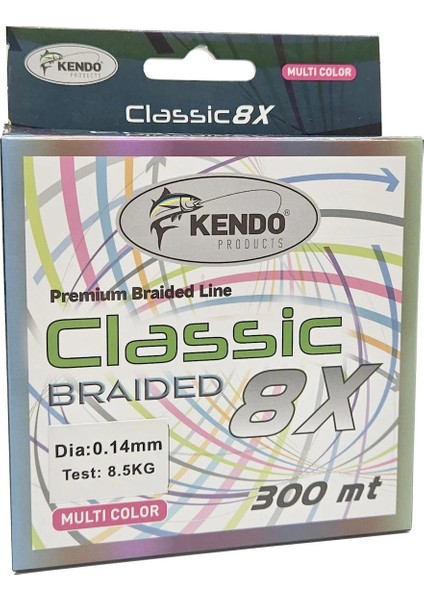 KENDO
PRODUCTS
MULTI COLOR
Classic 8X
KENDO®
PRODUCTS
Premium Braided Line
Classic
BRAIDED 8X
Dia:0.14mm
Test: 8.5KG
300 mt
MULTI COLOR